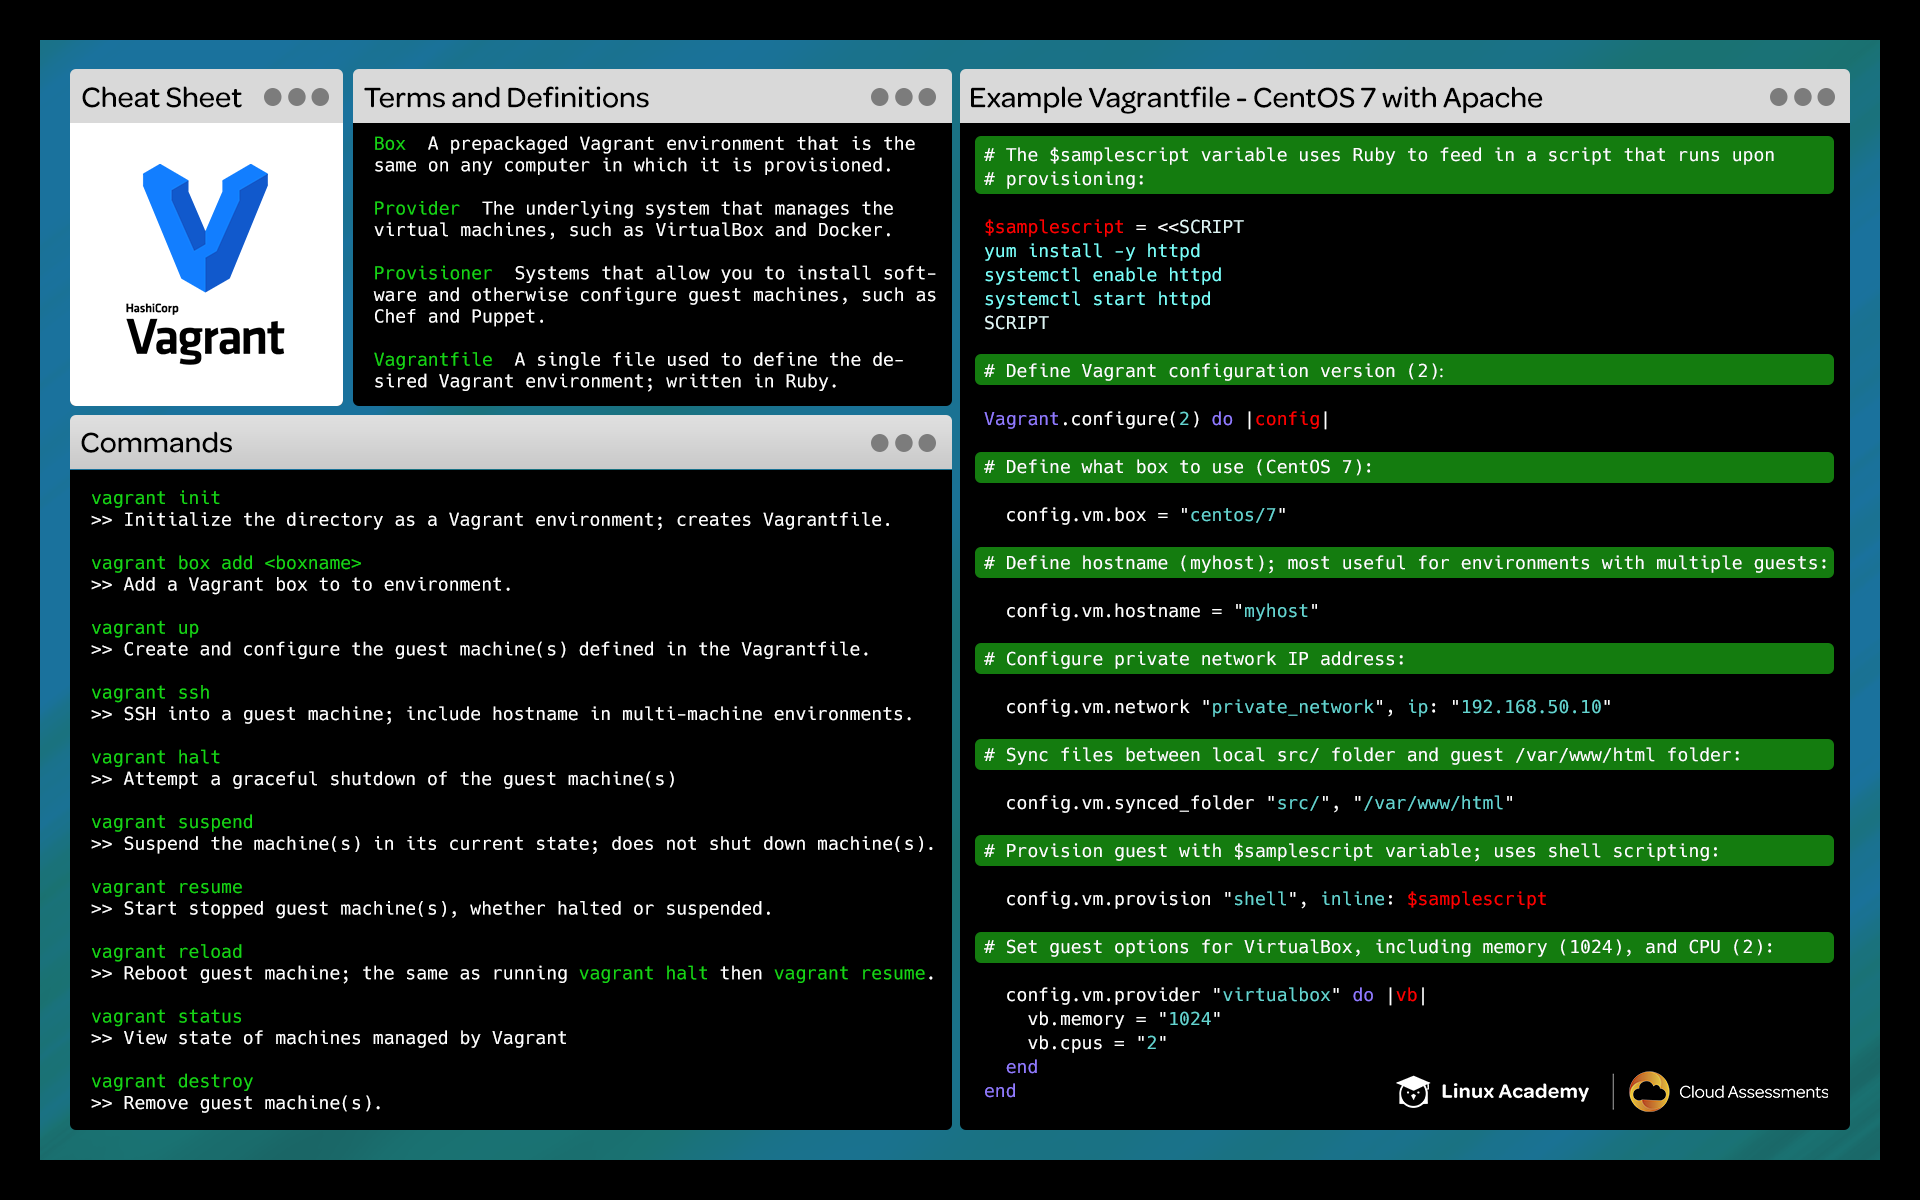 Cheat Sheet
HashiCorp
Vagrant
Terms and Definitions
Box  A prepackaged Vagrant environment that is the
same on any computer in which it is provisioned.
Provider  The underlying system that manages the
virtual machines, such as VirtualBox and Docker.
Provisioner  Systems that allow you to install soft-
ware and otherwise configure guest machines, such as
Chef and Puppet.
Vagrantfile  A single file used to define the de-
sired Vagrant environment; written in Ruby.
Commands
vagrant init
>> Initialize the directory as a Vagrant environment; creates Vagrantfile.
vagrant box add <boxname>
>> Add a Vagrant box to to environment.
vagrant up
>> Create and configure the guest machine(s) defined in the Vagrantfile.
vagrant ssh
>> SSH into a guest machine; include hostname in multi-machine environments.
vagrant halt
>> Attempt a graceful shutdown of the guest machine(s)
vagrant suspend
>> Suspend the machine(s) in its current state; does not shut down machine(s).
vagrant resume
>> Start stopped guest machine(s), whether halted or suspended.
vagrant reload
>> Reboot guest machine; the same as running vagrant halt then vagrant resume.
vagrant status
>> View state of machines managed by Vagrant
vagrant destroy
>> Remove guest machine(s).
Example Vagrantfile - CentOS 7 with Apache
# The $samplescript variable uses Ruby to feed in a script that runs upon
# provisioning:
$samplescript = <<SCRIPT
yum install -y httpd
systemctl enable httpd
systemctl start httpd
SCRIPT
# Define Vagrant configuration version (2):
Vagrant.configure(2) do |config|
# Define what box to use (CentOS 7):
  config.vm.box = "centos/7"
# Define hostname (myhost); most useful for environments with multiple guests:
  config.vm.hostname = "myhost"
# Configure private network IP address:
  config.vm.network "private_network", ip: "192.168.50.10"
# Sync files between local src/ folder and guest /var/www/html folder:
  config.vm.synced_folder "src/", "/var/www/html"
# Provision guest with $samplescript variable; uses shell scripting:
  config.vm.provision "shell", inline: $samplescript
# Set guest options for VirtualBox, including memory (1024), and CPU (2):
  config.vm.provider "virtualbox" do |vb|
    vb.memory = "1024"
    vb.cpus = "2"
  end
end
Linux Academy
Cloud Assessments